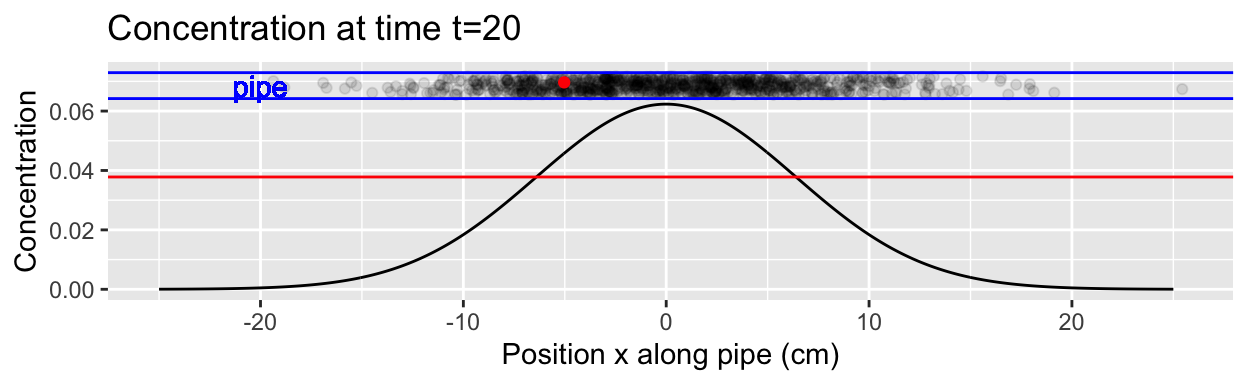 Concentration at time t=20
pipe
Concentration
0.06
0.04
0.02
0.00
-20 -10 0 10 20
Position x along pipe (cm)